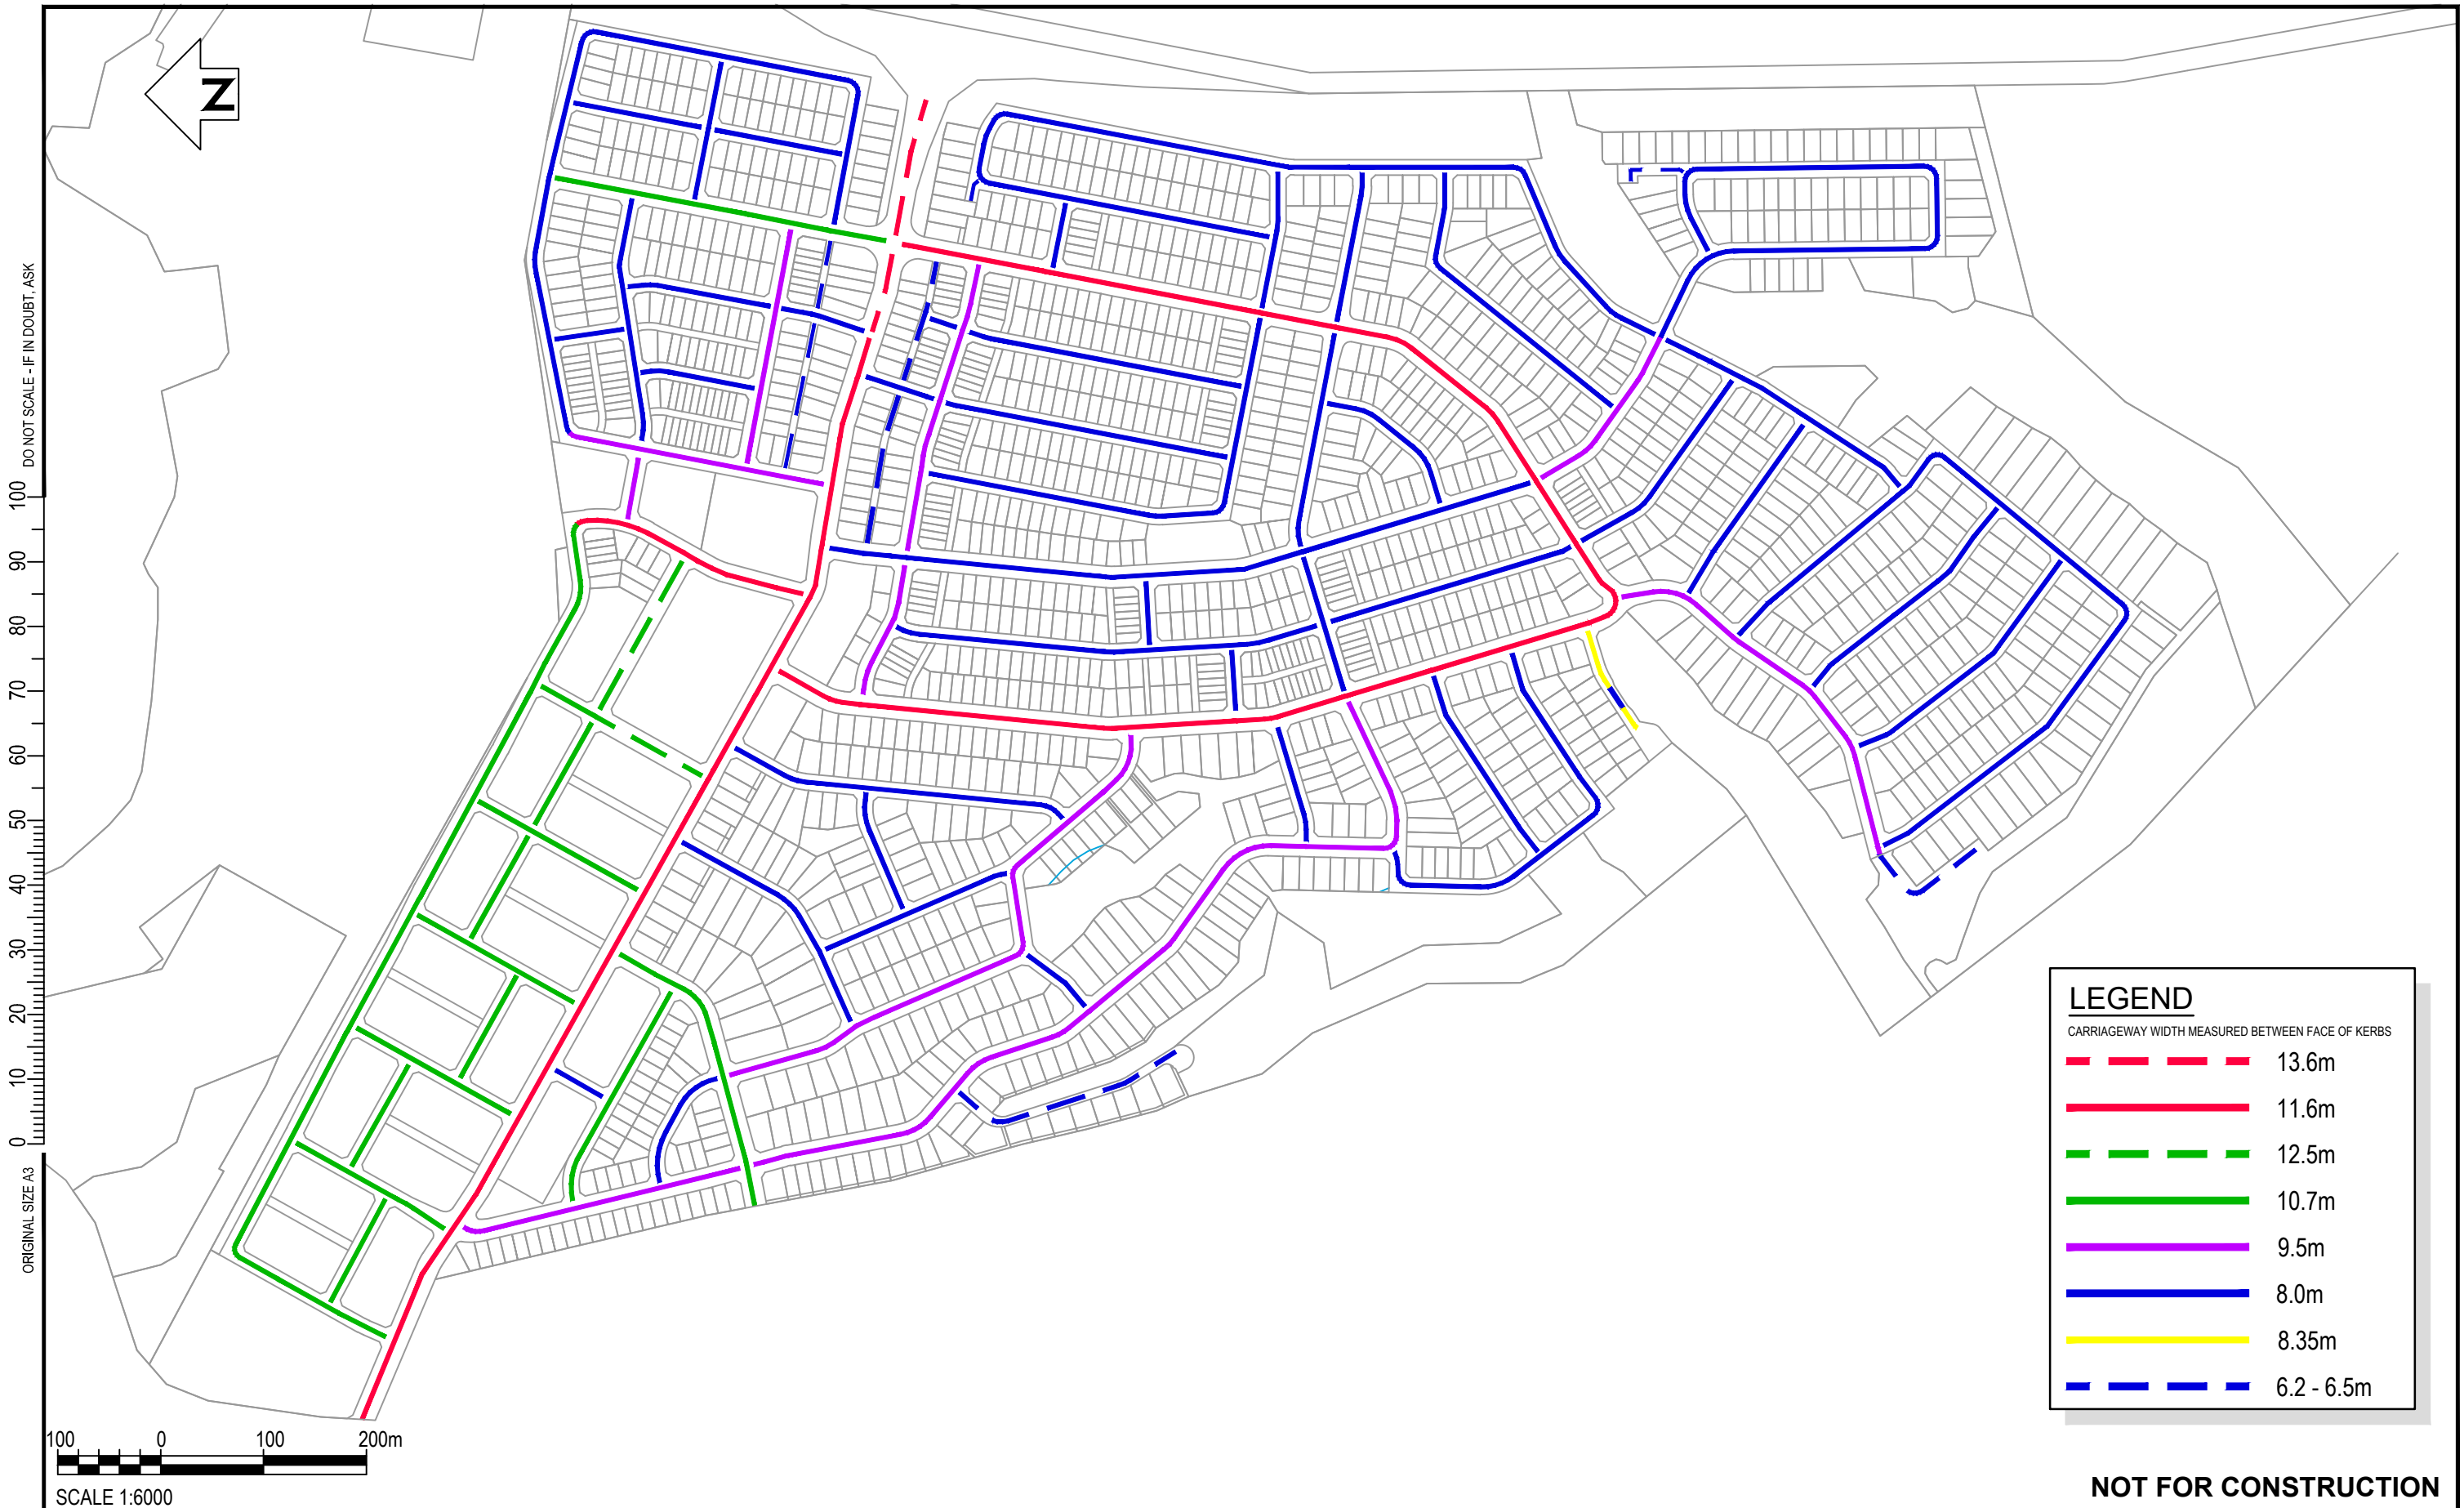 N
DO NOT SCALE - IF IN DOUBT, ASK
100
90
80
70
60
50
40
30
20
10
0
ORIGINAL SIZE A3
LEGEND
CARRIAGEWAY WIDTH MEASURED BETWEEN FACE OF KERBS
13.6m
11.6m
12.5m
10.7m
9.5m
8.0m
8.35m
6.2 - 6.5m
100 0 100 200m
SCALE 1:6000
NOT FOR CONSTRUCTION